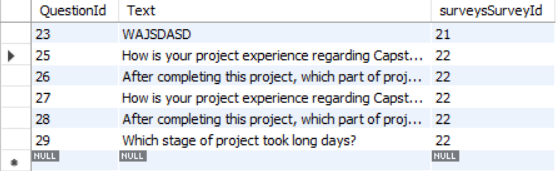 QuestionId Text surveysSurveyId
23 WAJSDASD 21
25 How is your project experience regarding Capst... 22
26 After completing this project, which part of proj... 22
27 How is your project experience regarding Capst... 22
28 After completing this project, which part of proj... 22
29 Which stage of project took long days? 22
NULL NULL NULL